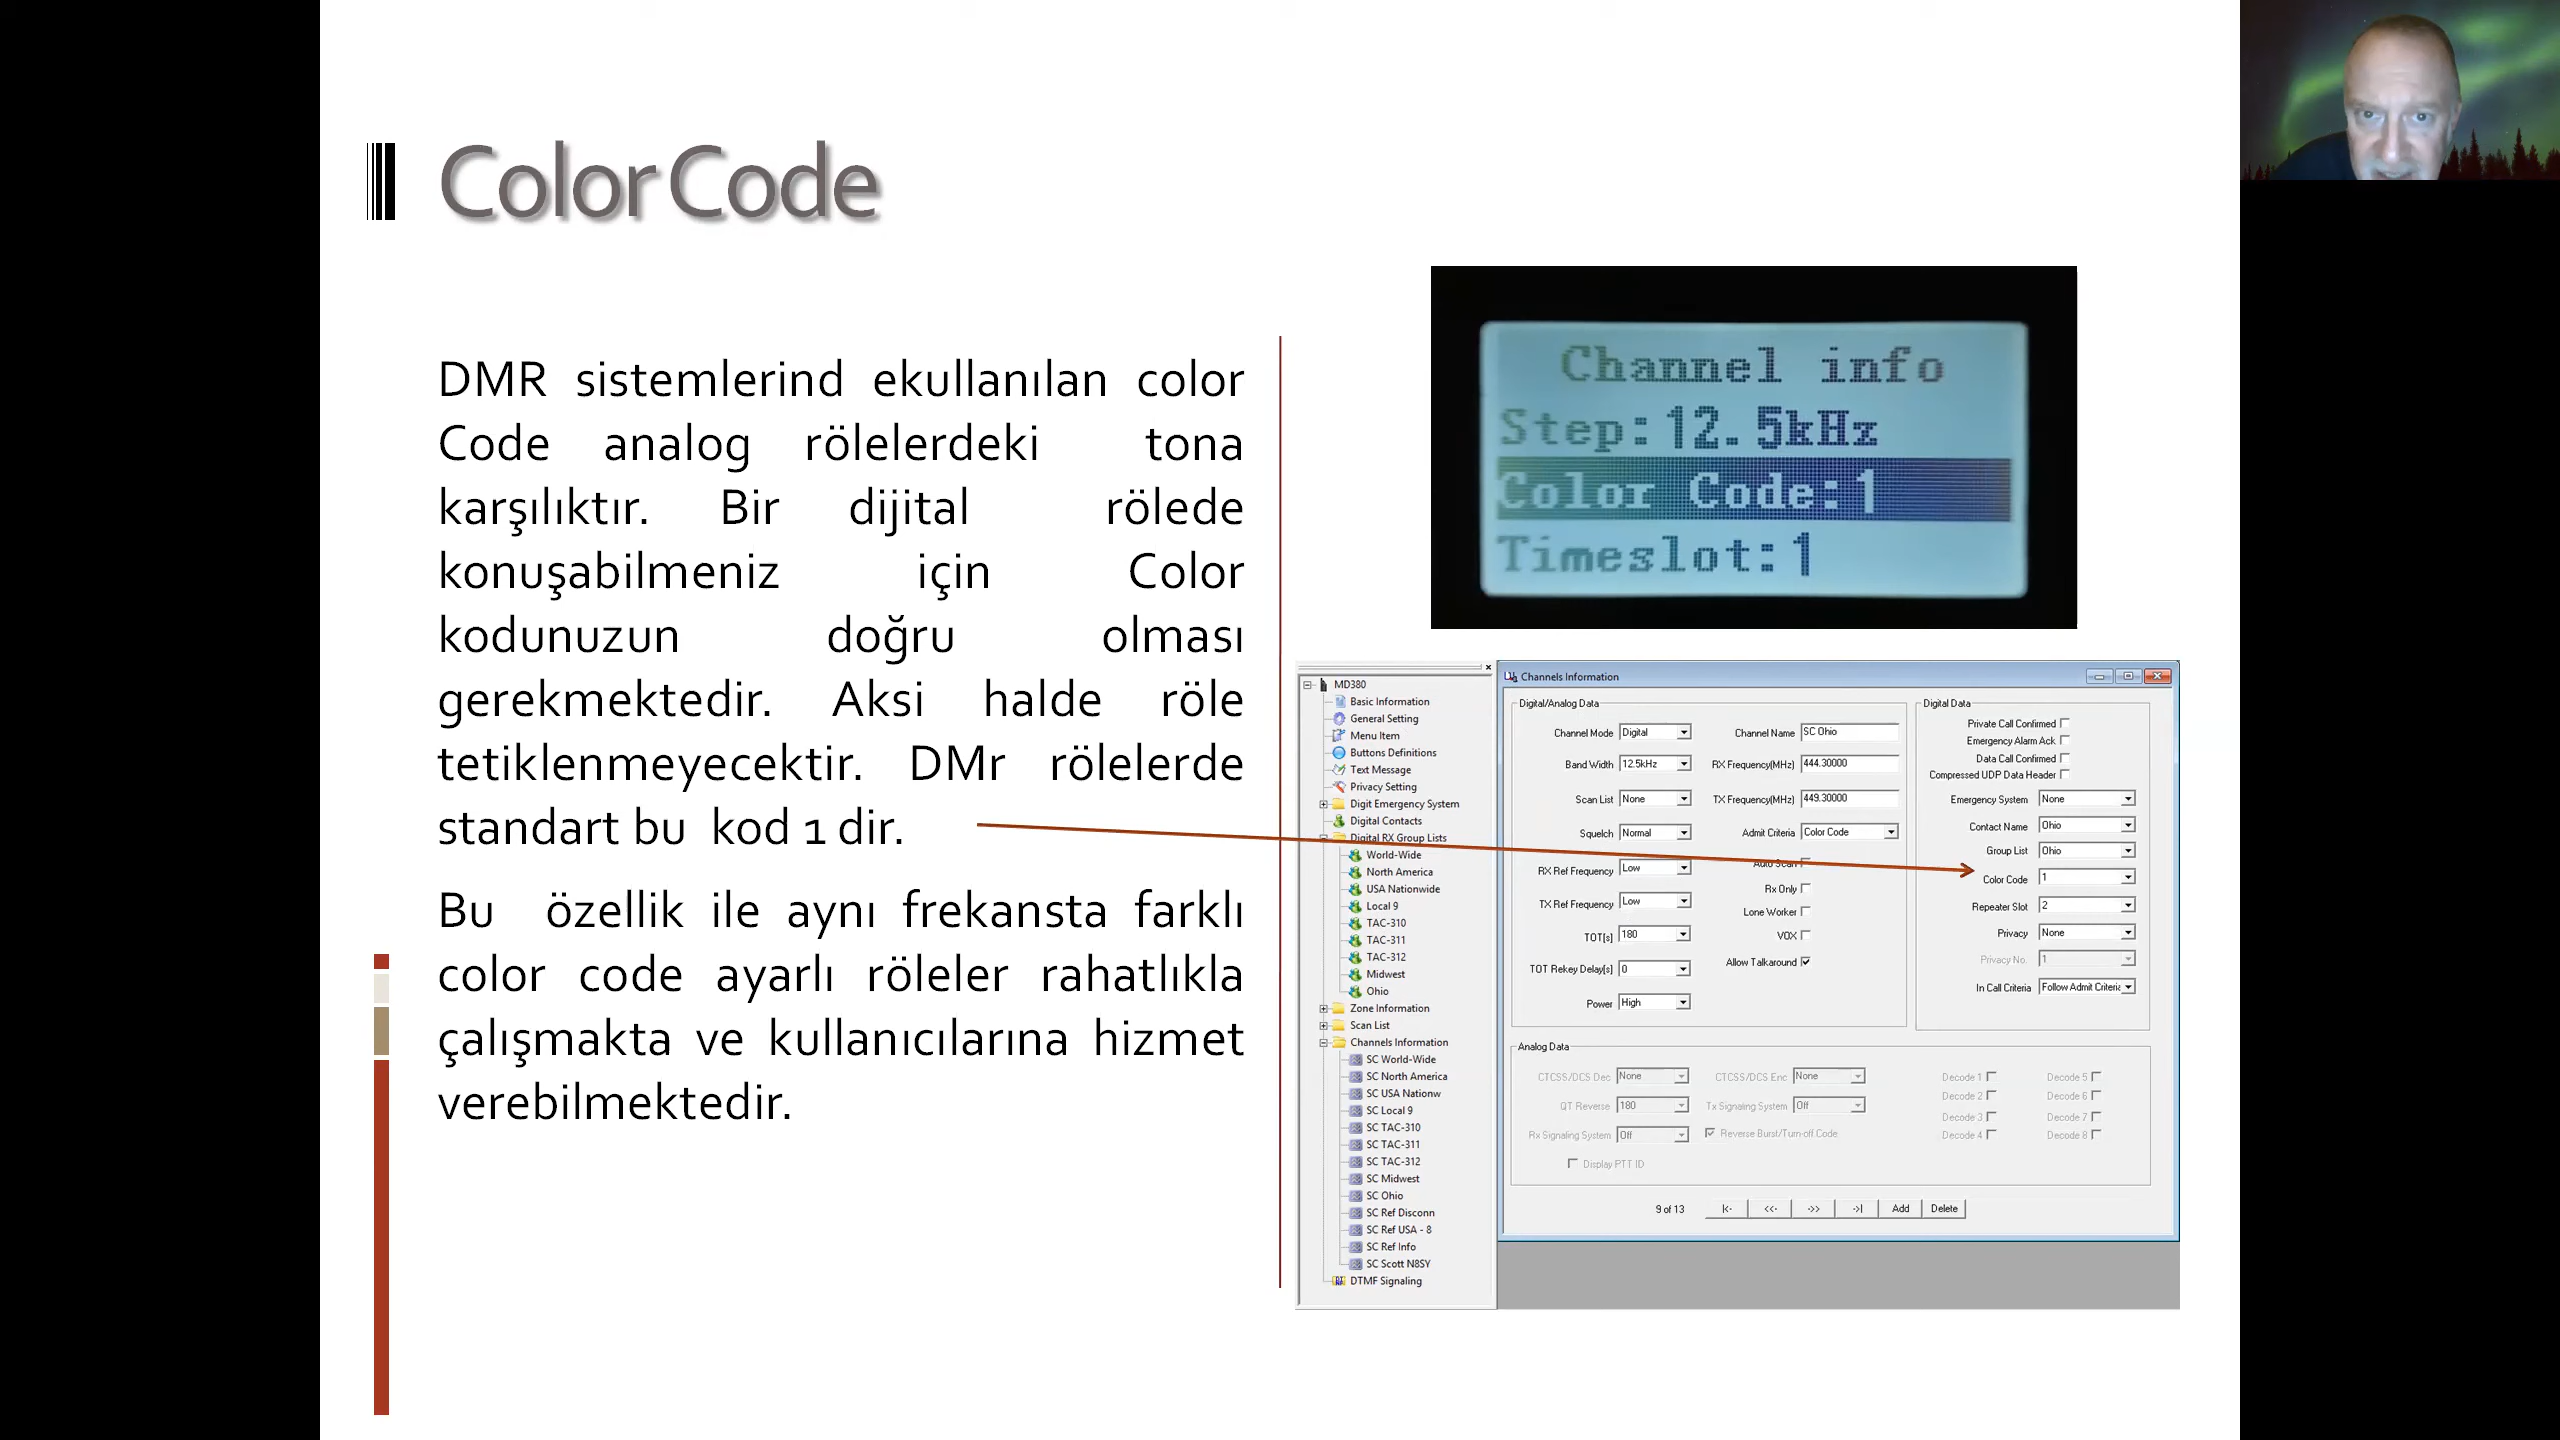 Color Code
DMR sistemlerind ekullanılan color
Code analog rölelerdeki tona
karşılıktır. Bir dijital rölede
konuşabilmeniz için Color
kodunuzun doğru olması
gerekmektedir. Aksi halde röle
tetiklenmeyecektir. DMr rölelerde
standart bu kod 1 dir.
Bu özellik ile aynı frekansta farklı
color code ayarlı röleler rahatlıkla
çalışmakta ve kullanıcılarına hizmet
verebilmektedir.
Channel info
Step:12.5kHz
Color Code:1
Timeslot:1
MD380
Basic Information
General Setting
Menu Item
Buttons Definitions
Text Message
Privacy Setting
Digit Emergency System
Digital Contacts
Digital RX Group Lists
World-Wide
North America
USA Nationwide
Local 9
TAC-310
TAC-311
TAC-312
Midwest
Ohio
Zone Information
Scan List
Channels Information
SC World-Wide
SC North America
SC USA Nationw
SC Local 9
SC TAC-310
SC TAC-311
SC TAC-312
SC Midwest
SC Ohio
SC Ref Disconn
SC Ref USA - 8
SC Ref Info
SC Scott N8SY
DTMF Signaling
Channels Information
Digital/Analog Data
Channel Mode Digital
Band Width 12.5kHz
Scan List None
Squelch Normal
RX Ref Frequency Low
TX Ref Frequency Low
TOT[s] 180
TOT Rekey Delay[s] 0
Power High
Channel Name SC Ohio
RX Frequency(MHz) 444.30000
TX Frequency(MHz) 449.30000
Admit Criteria Color Code
Auto Scan
Rx Only
Lone Worker
VOX
Allow Talkaround
Digital Data
Private Call Confirmed
Emergency Alarm Ack
Data Call Confirmed
Compressed UDP Data Header
Emergency System None
Contact Name Ohio
Group List Ohio
Color Code 1
Repeater Slot 2
Privacy None
Privacy No. 1
In Call Criteria Follow Admit Criteria
Analog Data
CTCSS/DCS Dec None
QT Reverse 180
Rx Signaling System Off
Display PTT ID
CTCSS/DCS Enc None
Tx Signaling System Off
Reverse Burst/Turn-off Code
Decode 1 Decode 5
Decode 2 Decode 6
Decode 3 Decode 7
Decode 4 Decode 8
9 of 13 |<- <<- ->> ->| Add Delete